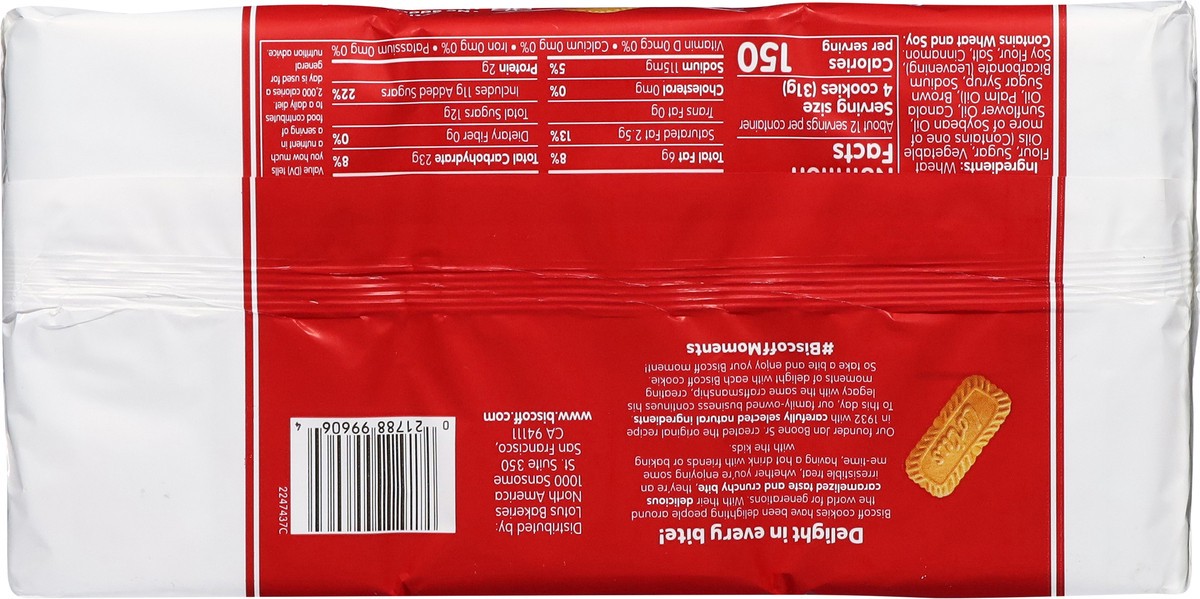 Delight in every bite!
Biscoff cookies have been delighting people around
the world for generations. With their delicious
caramelized taste and crunchy bite, they're an
irresistible treat, whether you're enjoying some
me-time, having a hot drink with friends or baking
with the kids.
Our founder Jan Boone Sr. created the original recipe
in 1932 with carefully selected natural ingredients.
To this day, our family-owned business continues his
legacy with the same craftsmanship, creating
moments of delight with each Biscoff cookie.
So take a bite and enjoy your Biscoff moment!
#BiscoffMoments
Lotus
Distributed by:
Lotus Bakeries
North America
1000 Sansome
St. Suite 350
San Francisco,
CA 94111
www.biscoff.com
224737C
0 21788 99606 4
Ingredients: Wheat
Flour, Sugar, Vegetable
Oils (Contains one of
more of Soybean Oil,
Sunflower Oil, Canola
Oil, Palm Oil), Brown
Sugar Syrup, Sodium
Bicarbonate (Leavening),
Soy Flour, Salt, Cinnamon.
Contains Wheat and Soy.
Nutrition
Facts
About 12 servings per container
Serving size
4 cookies (31g)
Calories
per serving
150
Total Fat 6g 8%
Saturated Fat 2.5g 13%
Trans Fat 0g
Cholesterol 0mg 0%
Sodium 115mg 5%
Total Carbohydrate 23g 8%
Dietary Fiber 0g 0%
Total Sugars 12g
Includes 11g Added Sugars 22%
Protein 2g
Vitamin D 0mcg 0% • Calcium 0mg 0% • Iron 0mg 0% • Potassium 0mg 0%
Value (DV) tells
you how much
a nutrient in
a serving of
food contributes
to a daily diet.
2,000 calories a
day is used for
general
nutrition advice.